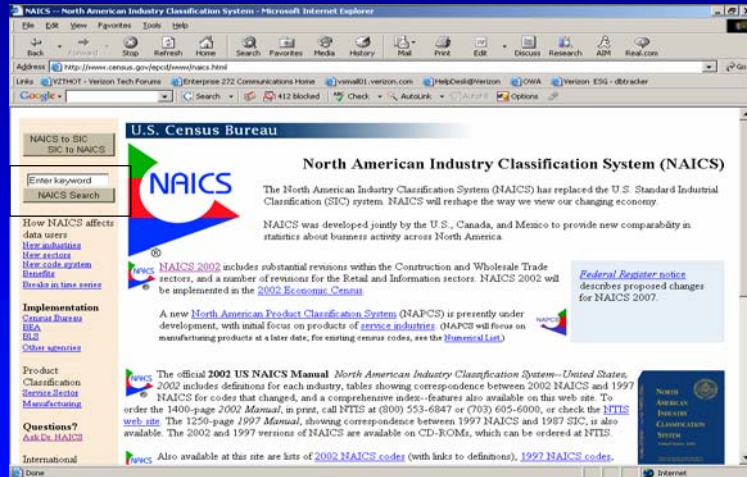 NAICS -- North American Industry Classification System - Microsoft Internet Explorer
File Edit View Favorites Tools Help
Back Forward Stop Refresh Home Search Favorites Media History Mail Print Edit Discuss Research AIM Real.com
Address http://www.census.gov/epcd/www/naics.html Go
Links VZTHOT - Verizon Tech Forums Enterprise 272 Communications Home vsmail01.verizon.com HelpDesk@Verizon OWA Verizon ESG - dbtracker
Google Search 412 blocked Check AutoLink AutoFill Options
NAICS to SIC
SIC to NAICS
Enter keyword
NAICS Search
How NAICS affects
data users
New industries
New sectors
New code system
Benefits
Breaks in time series
Implementation
Census Bureau
BEA
BLS
Other agencies
Product
Classification
Service Sector
Manufacturing
Questions?
Ask Dr. NAICS
International
U.S. Census Bureau
NAICS
®
North American Industry Classification System (NAICS)
The North American Industry Classification System (NAICS) has replaced the U.S. Standard Industrial
Classification (SIC) system. NAICS will reshape the way we view our changing economy.
NAICS was developed jointly by the U.S., Canada, and Mexico to provide new comparability in
statistics about business activity across North America.
NAICS ® NAICS 2002 includes substantial revisions within the Construction and Wholesale Trade
sectors, and a number of revisions for the Retail and Information sectors. NAICS 2002 will
be implemented in the 2002 Economic Census.
Federal Register notice
describes proposed changes
for NAICS 2007.
A new North American Product Classification System (NAPCS) is presently under
development, with initial focus on products of service industries. (NAPCS will focus on
manufacturing products at a later date; for existing census codes, see the Numerical List.)
NAPCS
NAICS ® The official 2002 US NAICS Manual North American Industry Classification System--United States,
2002 includes definitions for each industry, tables showing correspondence between 2002 NAICS and 1997
NAICS for codes that changed, and a comprehensive index--features also available on this web site. To
order the 1400-page 2002 Manual, in print, call NTIS at (800) 553-6847 or (703) 605-6000, or check the NTIS
web site. The 1250-page 1997 Manual, showing correspondence between 1997 NAICS and 1987 SIC, is also
available. The 2002 and 1997 versions of NAICS are available on CD-ROMs, which can be ordered at NTIS.
NORTH
AMERICAN
INDUSTRY
CLASSIFICATION
SYSTEM
NAICS Also available at this site are lists of 2002 NAICS codes (with links to definitions), 1997 NAICS codes,
Done Internet